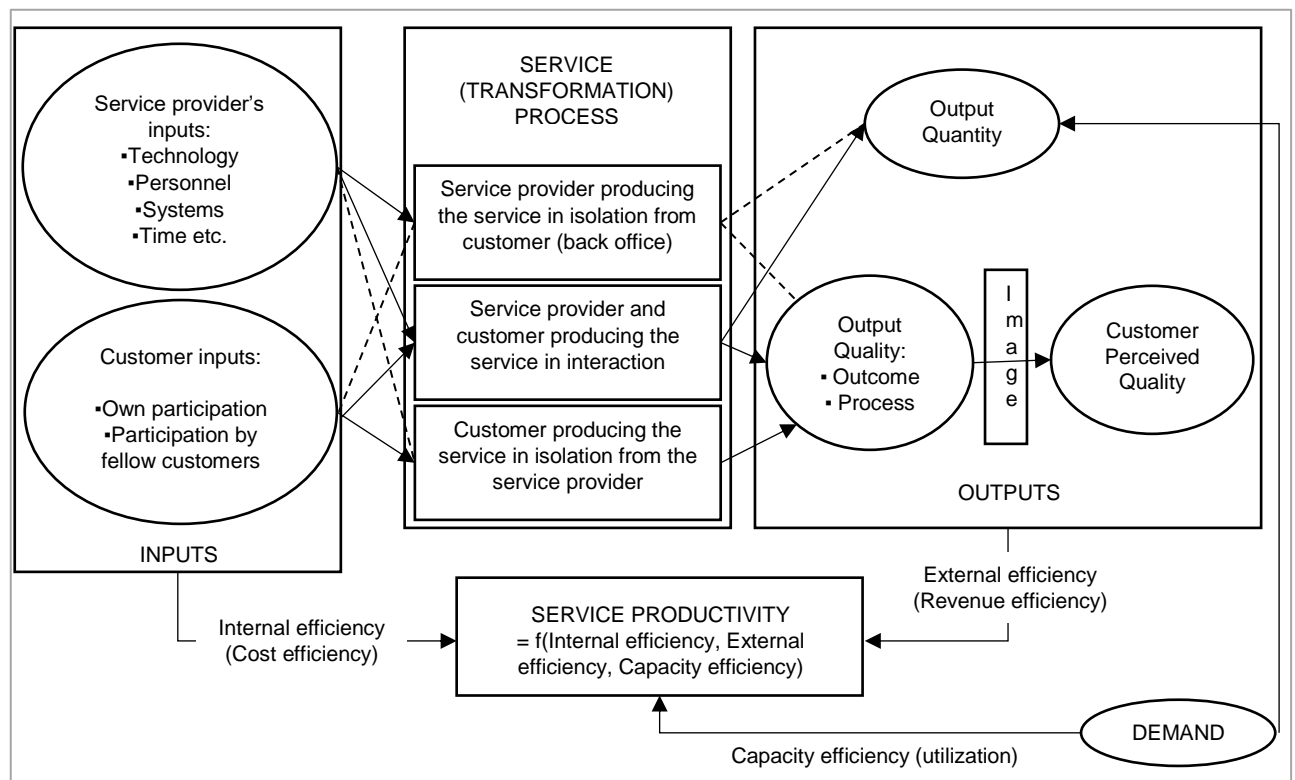 Service provider's
inputs:
▪Technology
▪Personnel
▪Systems
▪Time etc.
Customer inputs:
▪Own participation
▪Participation by
fellow customers
INPUTS
SERVICE
(TRANSFORMATION)
PROCESS
Service provider producing
the service in isolation from
customer (back office)
Service provider and
customer producing the
service in interaction
Customer producing the
service in isolation from the
service provider
Output
Quantity
Output
Quality:
▪ Outcome
▪ Process
I
m
a
g
e
Customer
Perceived
Quality
OUTPUTS
Internal efficiency
(Cost efficiency)
SERVICE PRODUCTIVITY
= f(Internal efficiency, External
efficiency, Capacity efficiency)
External efficiency
(Revenue efficiency)
DEMAND
Capacity efficiency (utilization)